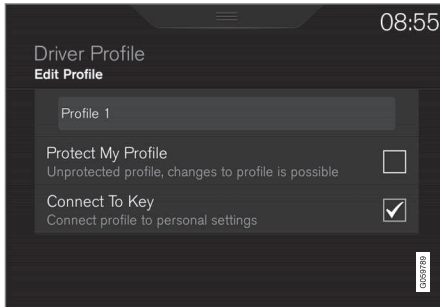 08:55
Driver Profile
Edit Profile
Profile 1
Protect My Profile
Unprotected profile, changes to profile is possible
Connect To Key
Connect profile to personal settings
G059789